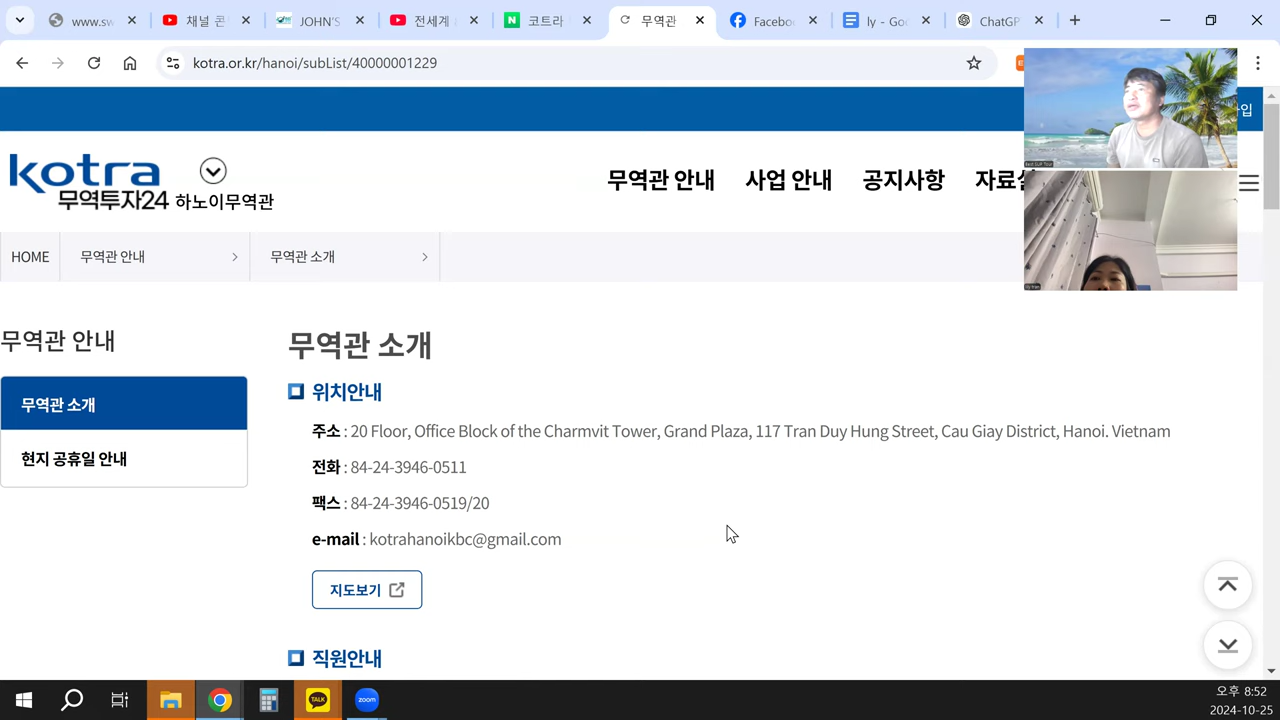 www.sw
채널 콘
JOHN'S
전세계
코트라
무역관
Facebo
ly - Goo
ChatGP
kotra.or.kr/hanoi/subList/40000001229
입
kotra
무역투자24 하노이무역관
무역관 안내 사업 안내 공지사항 자료실
HOME 무역관 안내 무역관 소개
무역관 안내
무역관 소개
현지 공휴일 안내
무역관 소개
위치안내
주소 : 20 Floor, Office Block of the Charmvit Tower, Grand Plaza, 117 Tran Duy Hung Street, Cau Giay District, Hanoi. Vietnam
전화 : 84-24-3946-0511
팩스 : 84-24-3946-0519/20
e-mail : kotrahanoikbc@gmail.com
지도보기
직원안내
TALK
zoom
오후 8:52
2024-10-25